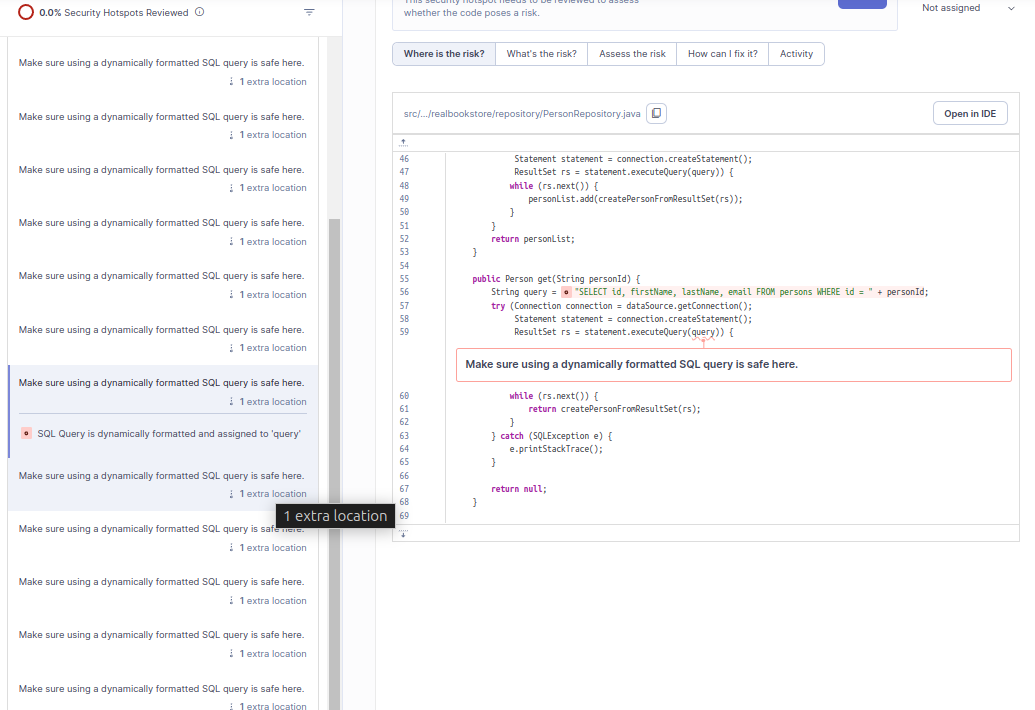 0.0% Security Hotspots Reviewed
Make sure using a dynamically formatted SQL query is safe here.
1 extra location
Make sure using a dynamically formatted SQL query is safe here.
1 extra location
Make sure using a dynamically formatted SQL query is safe here.
1 extra location
Make sure using a dynamically formatted SQL query is safe here.
1 extra location
Make sure using a dynamically formatted SQL query is safe here.
1 extra location
Make sure using a dynamically formatted SQL query is safe here.
1 extra location
Make sure using a dynamically formatted SQL query is safe here.
1 extra location
SQL Query is dynamically formatted and assigned to 'query'
Make sure using a dynamically formatted SQL query is safe here.
1 extra location
1 extra location
Make sure using a dynamically formatted SQL query is safe here.
1 extra location
Make sure using a dynamically formatted SQL query is safe here.
1 extra location
Make sure using a dynamically formatted SQL query is safe here.
1 extra location
Make sure using a dynamically formatted SQL query is safe here.
1 extra location
This security hotspot needs to be reviewed to assess
whether the code poses a risk.
Not assigned
Where is the risk? What's the risk? Assess the risk How can I fix it? Activity
src/.../realbookstore/repository/PersonRepository.java
Open in IDE
46 Statement statement = connection.createStatement();
47 ResultSet rs = statement.executeQuery(query)) {
48 while (rs.next()) {
49 personList.add(createPersonFromResultSet(rs));
50 }
51 }
52 return personList;
53 }
54
55 public Person get(String personId) {
56 String query = "SELECT id, firstName, lastName, email FROM persons WHERE id = " + personId;
57 try (Connection connection = dataSource.getConnection();
58 Statement statement = connection.createStatement();
59 ResultSet rs = statement.executeQuery(query)) {
Make sure using a dynamically formatted SQL query is safe here.
60 while (rs.next()) {
61 return createPersonFromResultSet(rs);
62 }
63 } catch (SQLException e) {
64 e.printStackTrace();
65 }
66
67 return null;
68 }
69